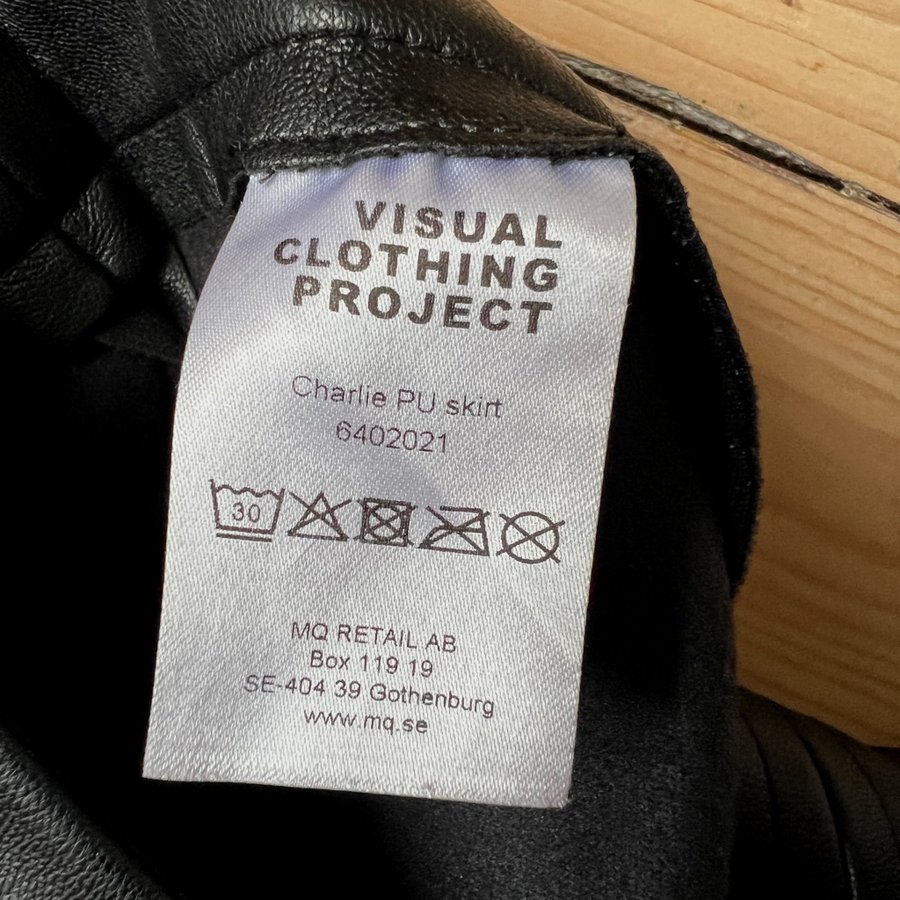 VISUAL
CLOTHING
PROJECT
Charlie PU skirt
6402021
30
MQ RETAIL AB
Box 119 19
SE-404 39 Gothenburg
www.mq.se